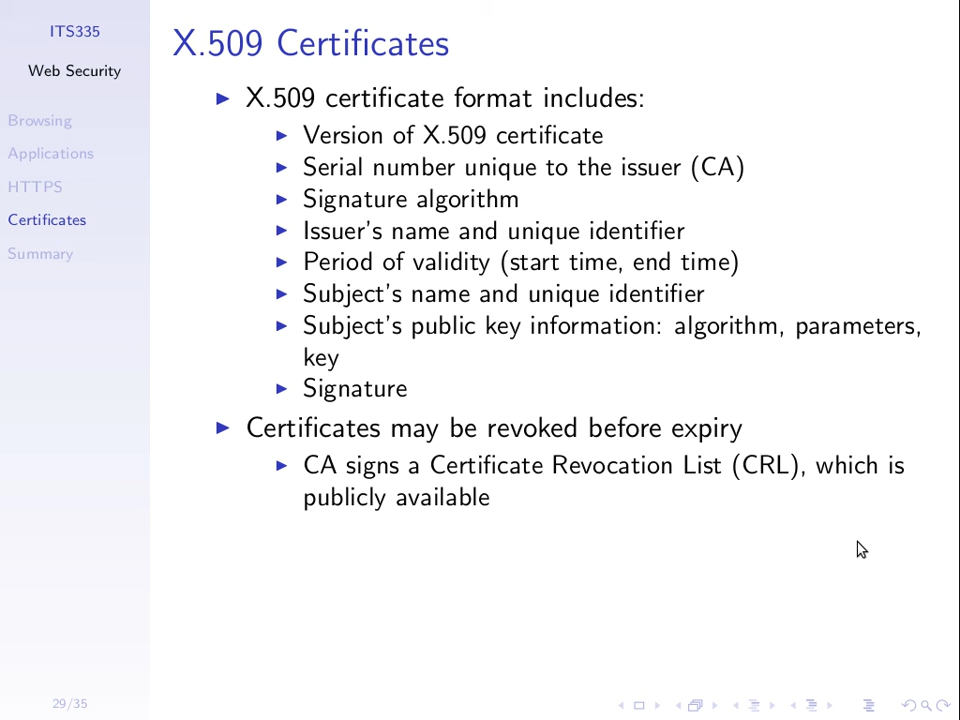 ITS335
Web Security
Browsing
Applications
HTTPS
Certificates
Summary
29/35
X.509 Certificates
X.509 certificate format includes:
Version of X.509 certificate
Serial number unique to the issuer (CA)
Signature algorithm
Issuer's name and unique identifier
Period of validity (start time, end time)
Subject's name and unique identifier
Subject's public key information: algorithm, parameters,
key
Signature
Certificates may be revoked before expiry
CA signs a Certificate Revocation List (CRL), which is
publicly available